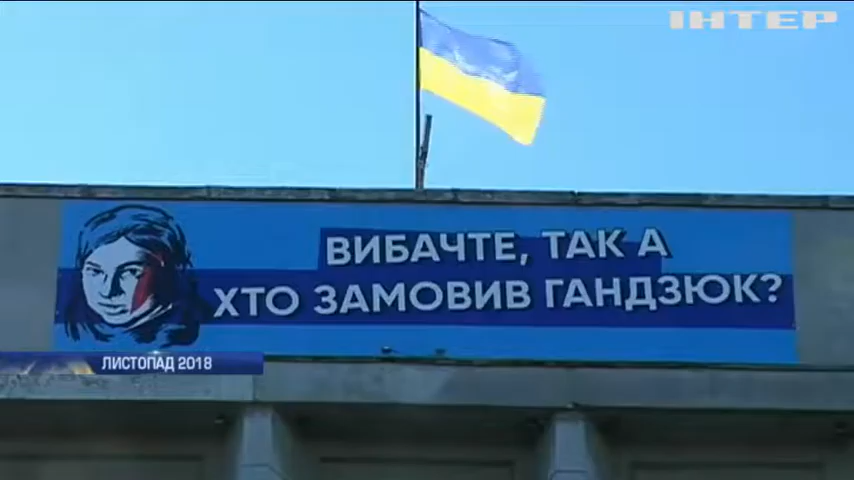 ІНТЕР
ВИБАЧТЕ, ТАК А
ХТО ЗАМОВИВ ГАНДЗЮК?
ЛИСТОПАД 2018